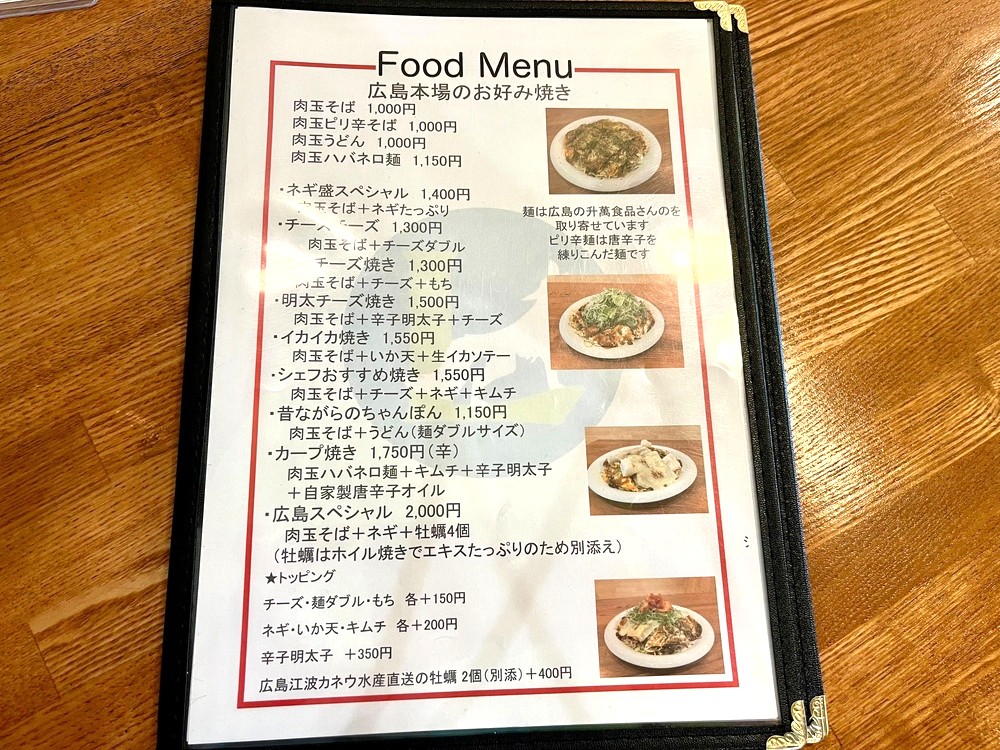 Food Menu
広島本場のお好み焼き
肉玉そば 1,000円
肉玉ピリ辛そば 1,000円
肉玉うどん 1,000円
肉玉ハバネロ麺 1,150円
・ネギ盛スペシャル 1,400円
肉玉そば＋ネギたっぷり
・チーズチーズ 1,300円
肉玉そば＋チーズダブル
チーズ焼き 1,300円
肉玉そば＋チーズ＋もち
・明太チーズ焼き 1,500円
肉玉そば＋辛子明太子＋チーズ
・イカイカ焼き 1,550円
肉玉そば＋いか天＋生イカソテー
・シェフおすすめ焼き 1,550円
肉玉そば＋チーズ＋ネギ＋キムチ
・昔ながらのちゃんぽん 1,150円
肉玉そば＋うどん（麺ダブルサイズ）
・カープ焼き 1,750円（辛）
肉玉ハバネロ麺＋キムチ＋辛子明太子
＋自家製唐辛子オイル
・広島スペシャル 2,000円
肉玉そば＋ネギ＋牡蠣4個
（牡蠣はホイル焼きでエキスたっぷりのため別添え）
★トッピング
チーズ・麺ダブル・もち 各＋150円
ネギ・いか天・キムチ 各＋200円
辛子明太子 ＋350円
広島江波カネウ水産直送の牡蠣 2個（別添）＋400円
麺は広島の升萬食品さんのを
取り寄せています
ピリ辛麺は唐辛子を
練りこんだ麺です